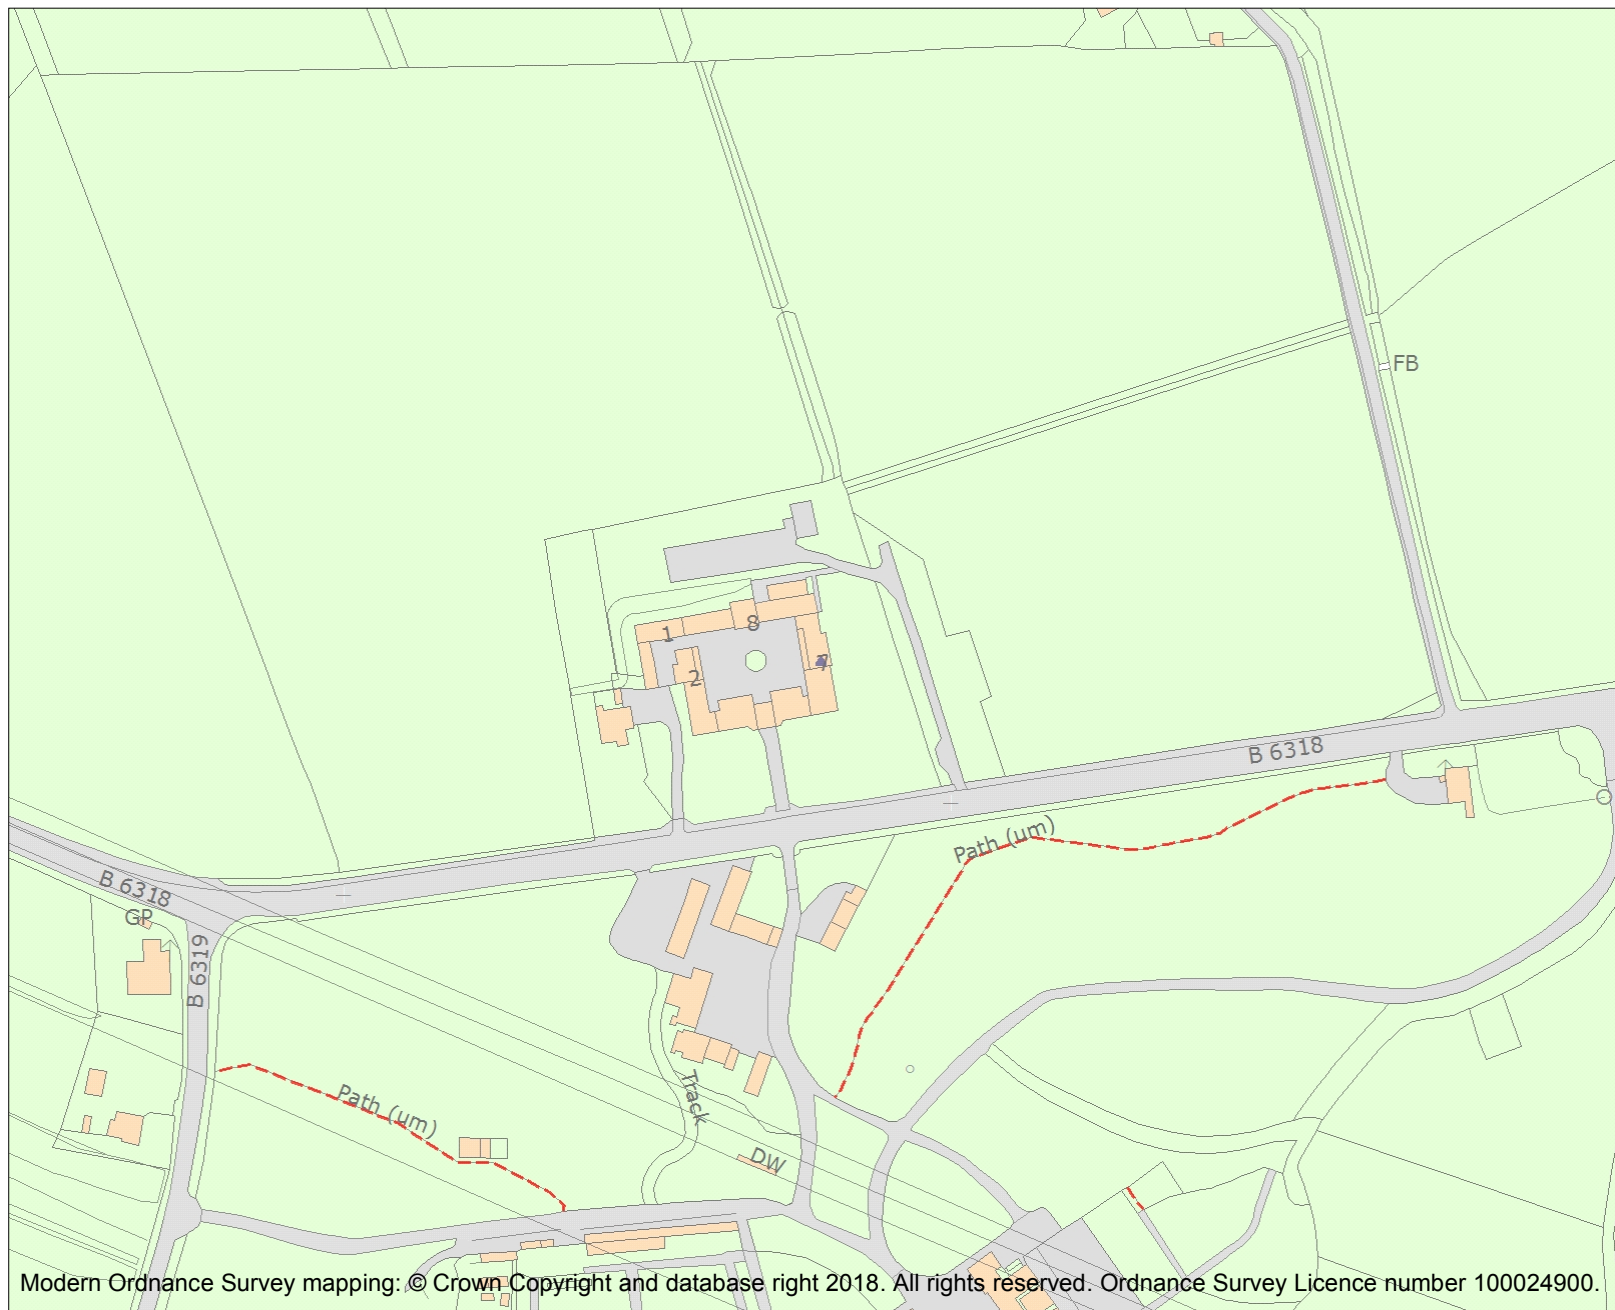 FB
1
8
2
7
B 6318
Path (um)
B 6318
GP
B 6319
Path (um)
Track
DW
Modern Ordnance Survey mapping: © Crown Copyright and database right 2018. All rights reserved. Ordnance Survey Licence number 100024900.